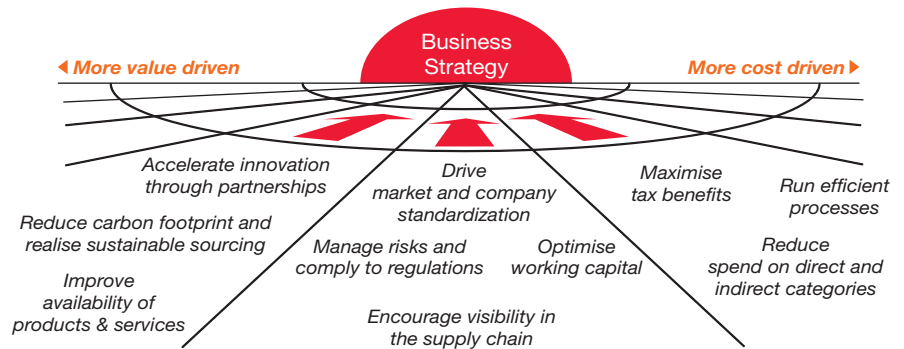 Business
Strategy
More value driven
More cost driven
Accelerate innovation
through partnerships
Drive
market and company
standardization
Maximise
tax benefits
Run efficient
processes
Reduce carbon footprint and
realise sustainable sourcing
Manage risks and
comply to regulations
Optimise
working capital
Reduce
spend on direct and
indirect categories
Improve
availability of
products & services
Encourage visibility in
the supply chain